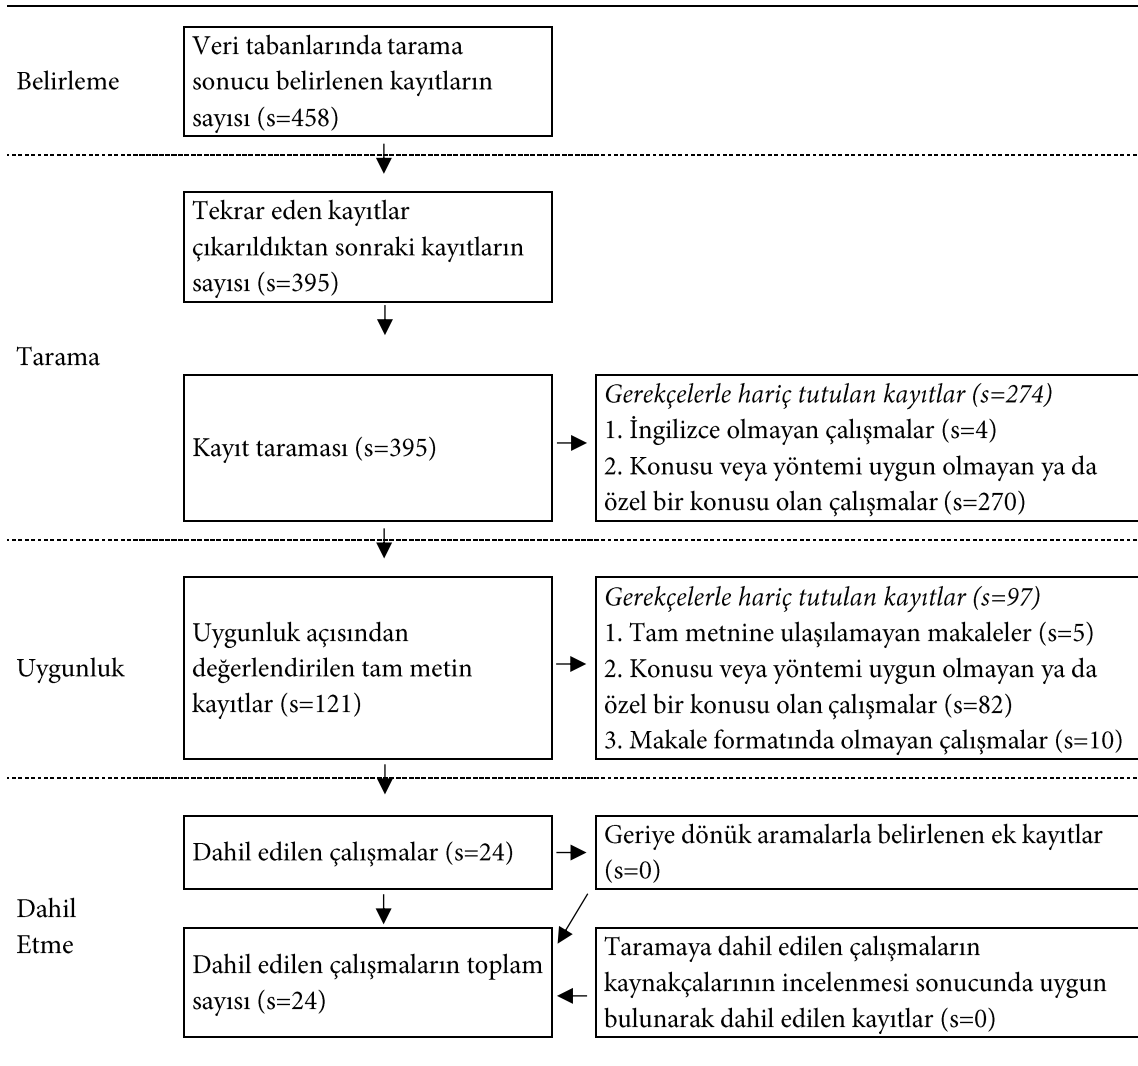 Belirleme
Veri tabanlarında tarama
sonucu belirlenen kayıtların
sayısı (s=458)
Tarama
Tekrar eden kayıtlar
çıkarıldıktan sonraki kayıtların
sayısı (s=395)
Kayıt taraması (s=395)
Gerekçelerle hariç tutulan kayıtlar (s=274)
1. İngilizce olmayan çalışmalar (s=4)
2. Konusu veya yöntemi uygun olmayan ya da
özel bir konusu olan çalışmalar (s=270)
Uygunluk
Uygunluk açısından
değerlendirilen tam metin
kayıtlar (s=121)
Gerekçelerle hariç tutulan kayıtlar (s=97)
1. Tam metnine ulaşılamayan makaleler (s=5)
2. Konusu veya yöntemi uygun olmayan ya da
özel bir konusu olan çalışmalar (s=82)
3. Makale formatında olmayan çalışmalar (s=10)
Dahil
Etme
Dahil edilen çalışmalar (s=24)
Geriye dönük aramalarla belirlenen ek kayıtlar
(s=0)
Dahil edilen çalışmaların toplam
sayısı (s=24)
Taramaya dahil edilen çalışmaların
kaynakçalarının incelenmesi sonucunda uygun
bulunarak dahil edilen kayıtlar (s=0)